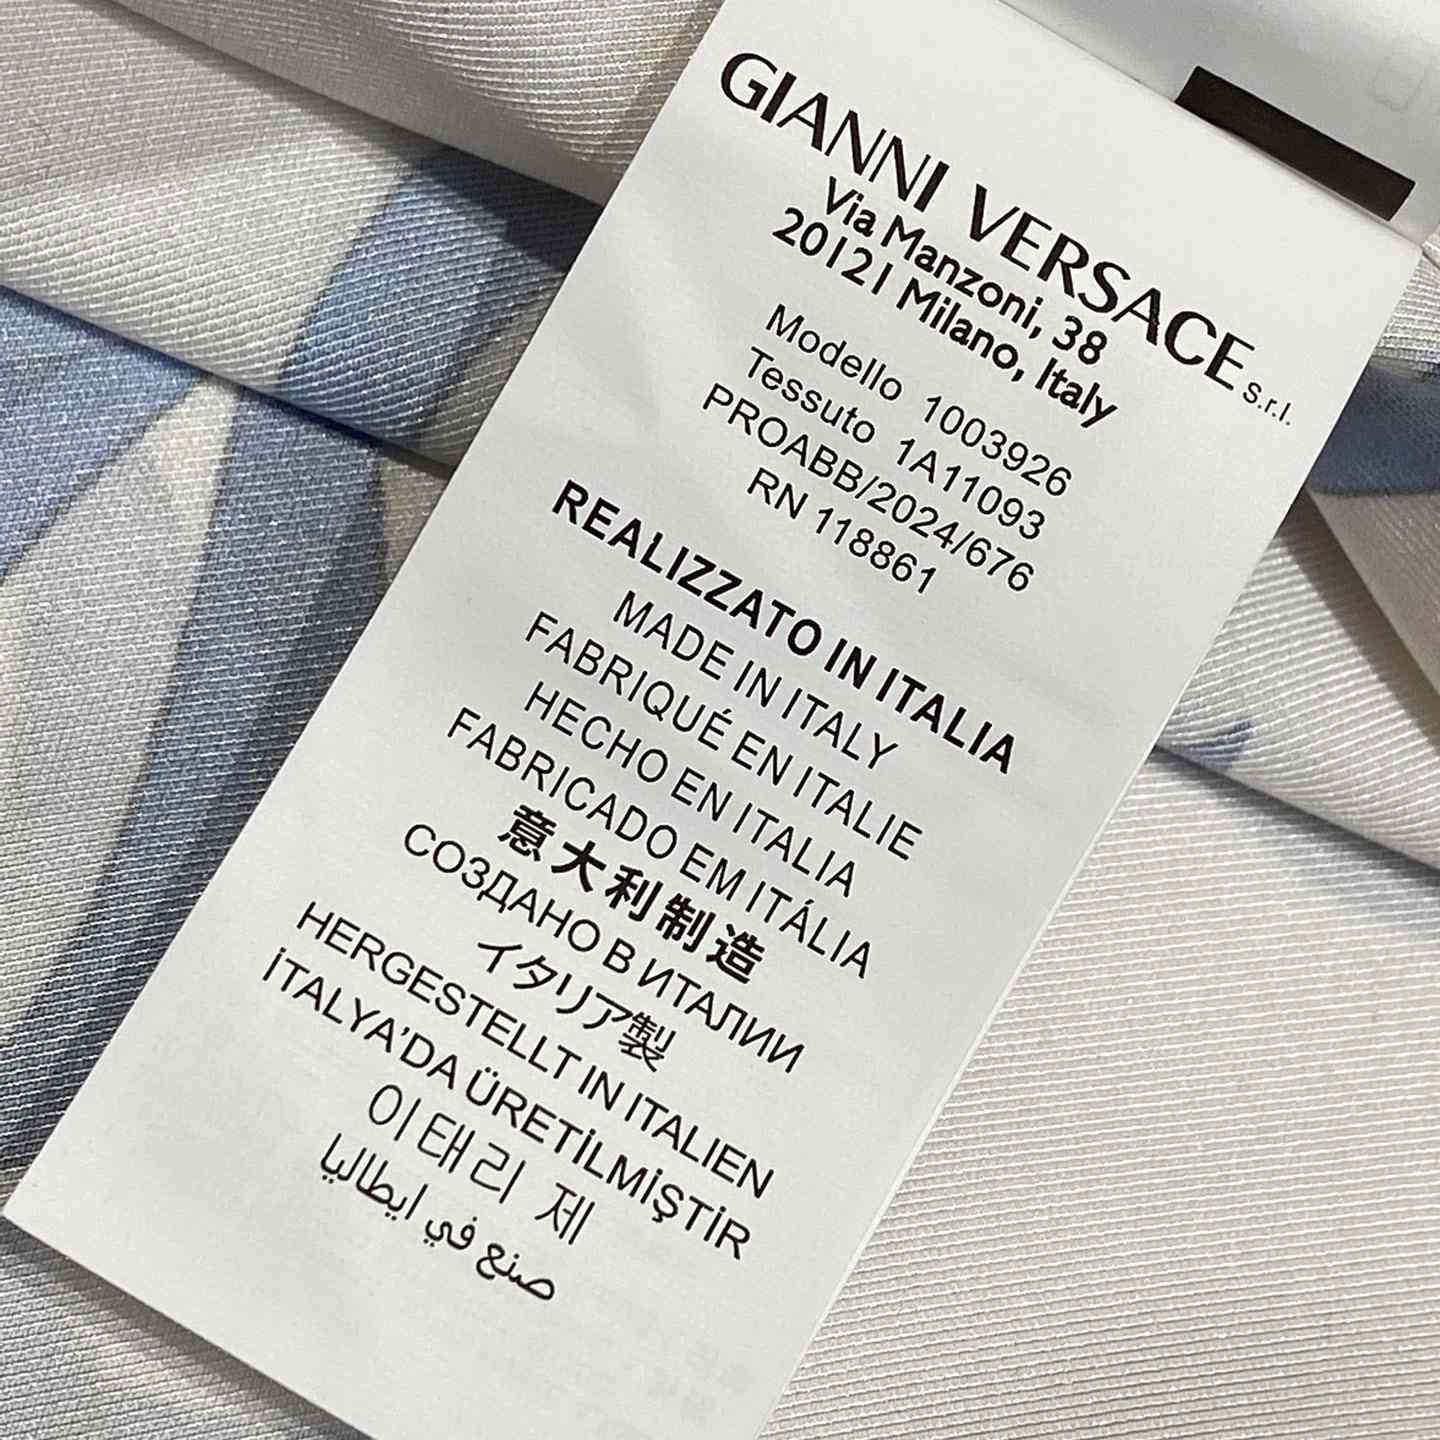 GIANNI VERSACE s.r.l.
Via Manzoni, 38
20121 Milano, Italy
Modello 1003926
Tessuto 1A11093
PROABB/2024/676
RN 118861
REALIZZATO IN ITALIA
MADE IN ITALY
FABRIQUÉ EN ITALIE
HECHO EN ITALIA
FABRICADO EM ITÁLIA
意大利制造
СОЗДАНО В ИТАЛИИ
イタリア製
HERGESTELLT IN ITALIEN
İTALYA'DA ÜRETİLMİŞTİR
이태리 제
صنع في ايطاليا